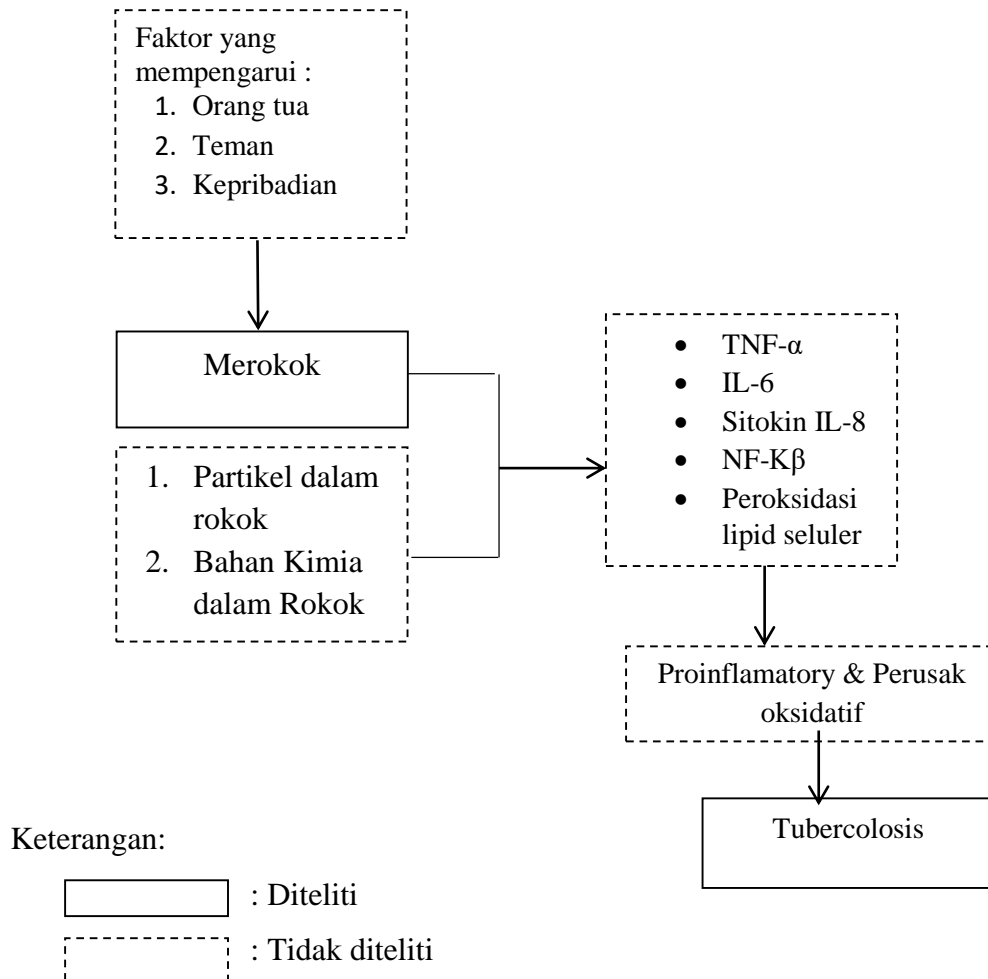 Faktor yang
mempengarui :
1. Orang tua
2. Teman
3. Kepribadian
Merokok
1. Partikel dalam
rokok
2. Bahan Kimia
dalam Rokok
• TNF-α
• IL-6
• Sitokin IL-8
• NF-Kβ
• Peroksidasi
lipid seluler
Proinflamatory & Perusak
oksidatif
Tubercolosis
Keterangan:
: Diteliti
: Tidak diteliti